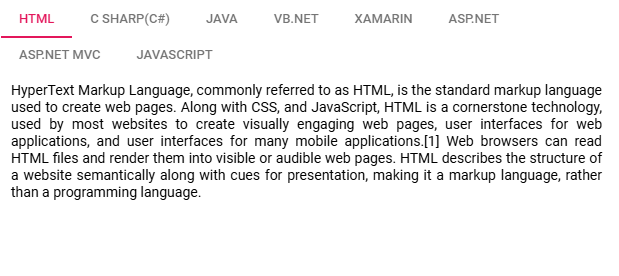 HTML C SHARP(C#) JAVA VB.NET XAMARIN ASP.NET
ASP.NET MVC JAVASCRIPT
HyperText Markup Language, commonly referred to as HTML, is the standard markup language
used to create web pages. Along with CSS, and JavaScript, HTML is a cornerstone technology,
used by most websites to create visually engaging web pages, user interfaces for web
applications, and user interfaces for many mobile applications.[1] Web browsers can read
HTML files and render them into visible or audible web pages. HTML describes the structure of
a website semantically along with cues for presentation, making it a markup language, rather
than a programming language.